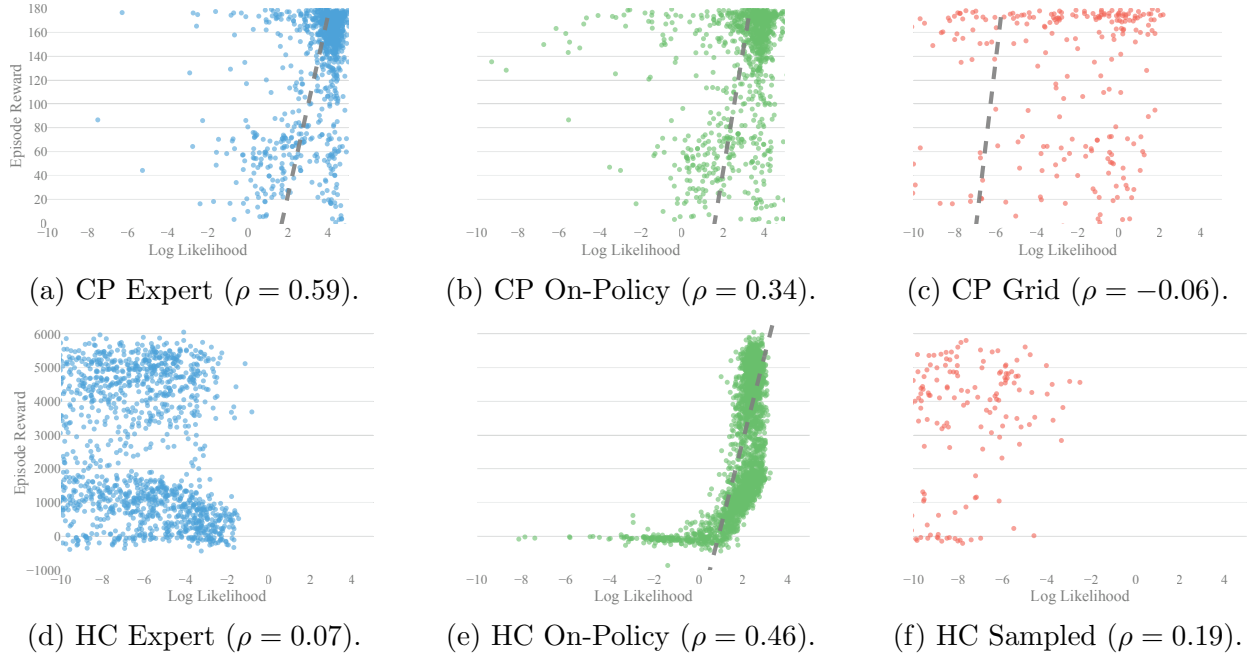 Episode Reward
180
160
140
120
100
80
60
40
20
0
−10 −8 −6 −4 −2 0 2 4
Log Likelihood
−10 −8 −6 −4 −2 0 2 4
Log Likelihood
−10 −8 −6 −4 −2 0 2 4
Log Likelihood
(a) CP Expert (ρ = 0.59).
(b) CP On-Policy (ρ = 0.34).
(c) CP Grid (ρ = −0.06).
Episode Reward
6000
5000
4000
3000
2000
1000
0
−1000
−10 −8 −6 −4 −2 0 2 4
Log Likelihood
−10 −8 −6 −4 −2 0 2 4
Log Likelihood
−10 −8 −6 −4 −2 0 2 4
Log Likelihood
(d) HC Expert (ρ = 0.07).
(e) HC On-Policy (ρ = 0.46).
(f) HC Sampled (ρ = 0.19).